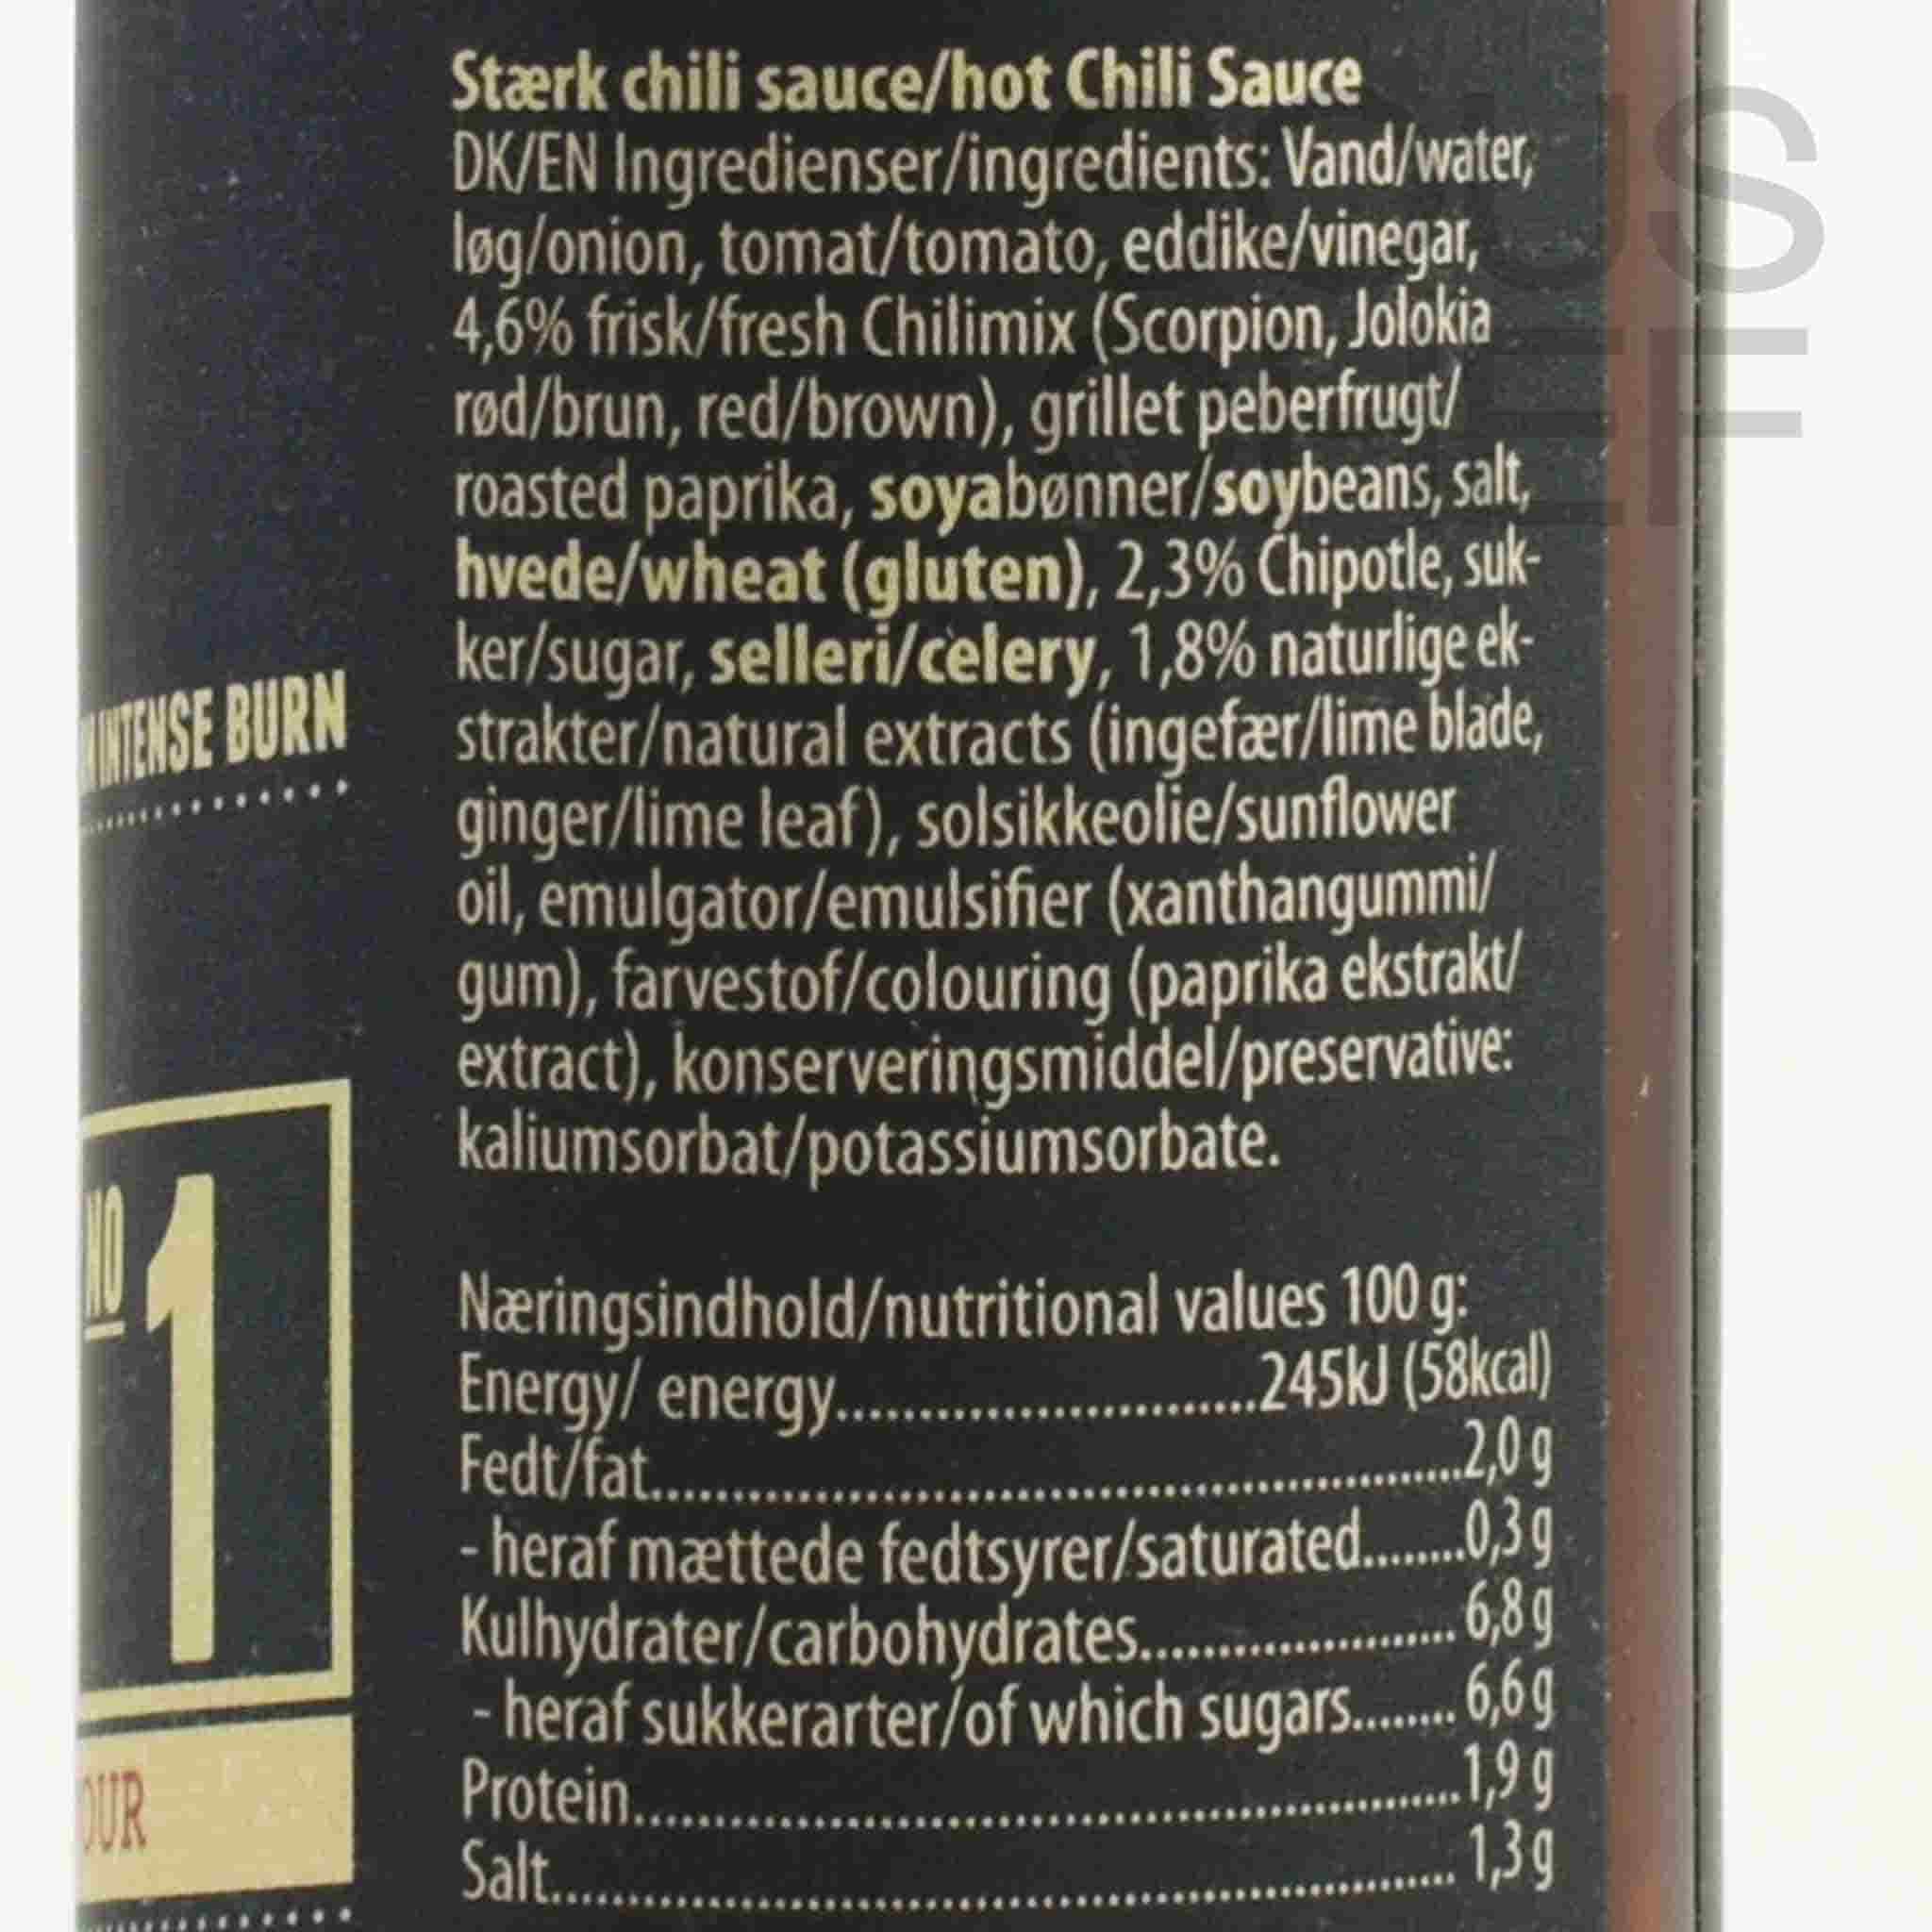 Stærk chili sauce/hot Chili Sauce
DK/EN Ingredienser/ingredients: Vand/water,
løg/onion, tomat/tomato, eddike/vinegar,
4,6% frisk/fresh Chilimix (Scorpion, Jolokia
rød/brun, red/brown), grillet peberfrugt/
roasted paprika, soyabønner/soybeans, salt,
hvede/wheat (gluten), 2,3% Chipotle, suk-
ker/sugar, selleri/celery, 1,8% naturlige ek-
strakter/natural extracts (ingefær/lime blade,
ginger/lime leaf), solsikkeolie/sunflower
oil, emulgator/emulsifier (xanthangummi/
gum), farvestof/colouring (paprika ekstrakt/
extract), konserveringsmiddel/preservative:
kaliumsorbat/potassiumsorbate.
Næringsindhold/nutritional values 100 g:
Energy/ energy..........................245kJ (58kcal)
Fedt/fat..................................................2,0 g
- heraf mættede fedtsyrer/saturated........0,3 g
Kulhydrater/carbohydrates.................... 6,8 g
- heraf sukkerarter/of which sugars........ 6,6 g
Protein...................................................1,9 g
Salt........................................................ 1,3 g
INTENSE BURN
NO
1
OUR
US